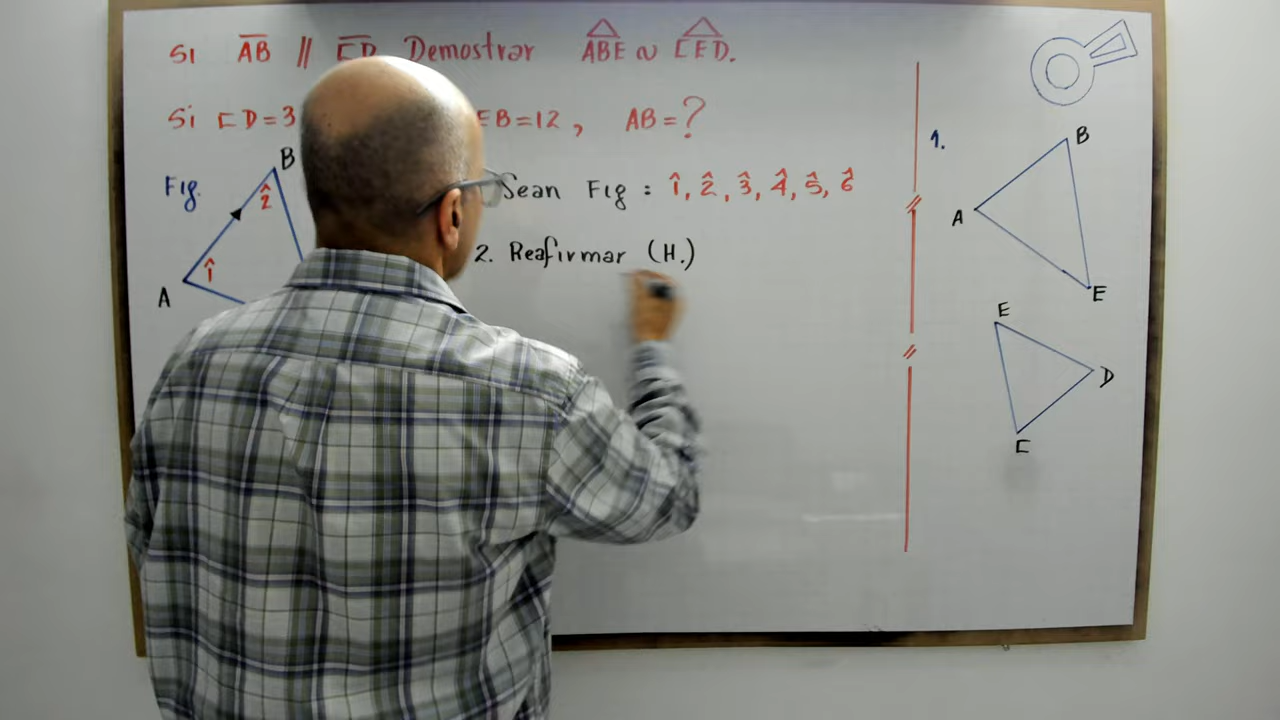 Si AB // CD Demostrar ABE ~ CED.
Si CD=3 EB=12, AB=?
Fig.
B
2̂
1̂
A
Sean Fig : 1̂, 2̂, 3̂, 4̂, 5̂, 6̂
2. Reafirmar (H.)
1.
B
A
E
E
D
C